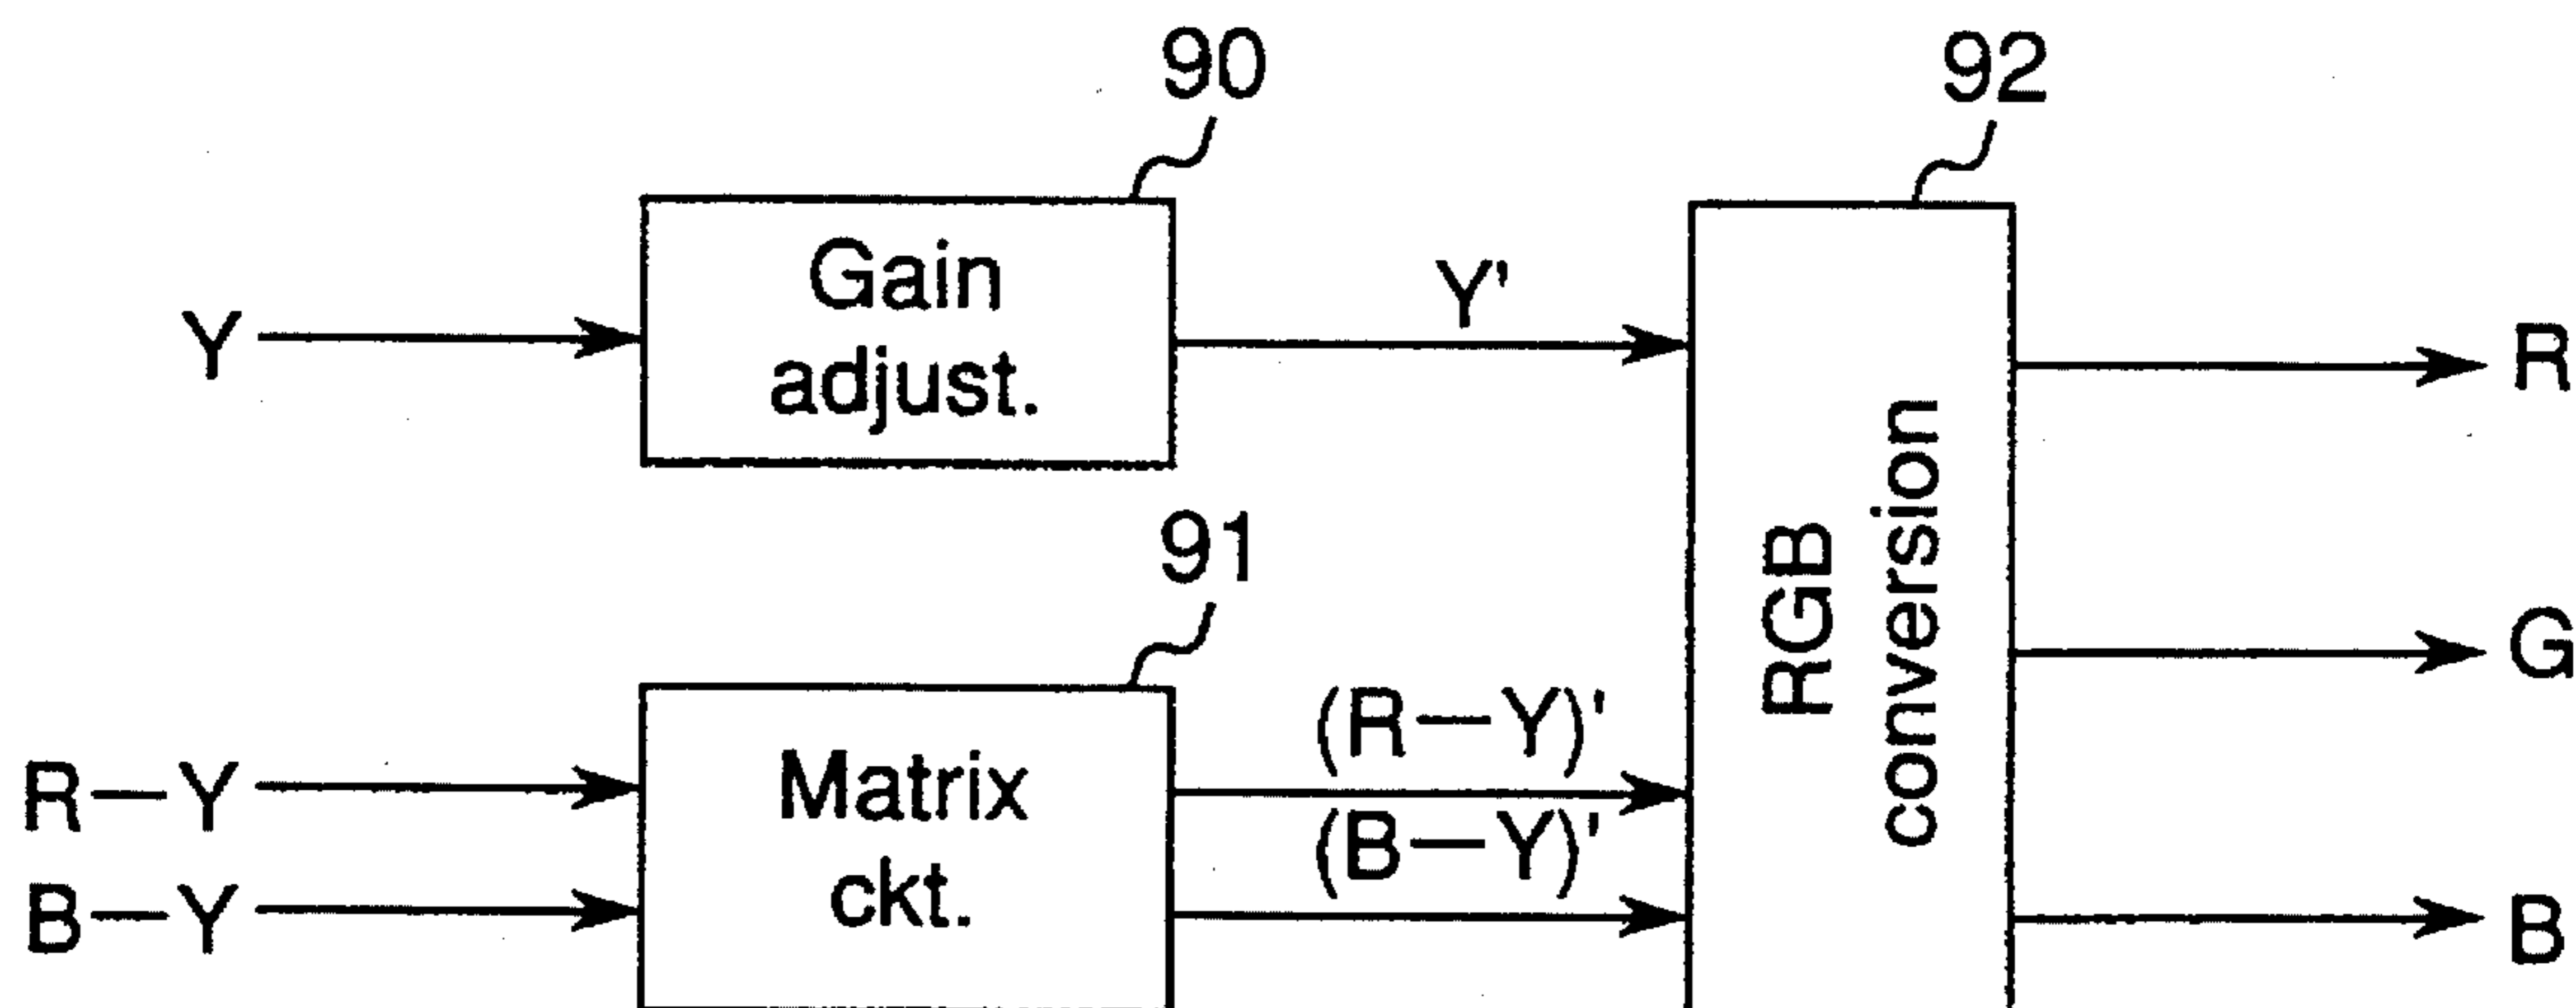 90
92
Gain
adjust.
Y
Y'
R
RGB
conversion
91
G
Matrix
ckt.
R—Y
B—Y
(R—Y)'
(B—Y)'
B